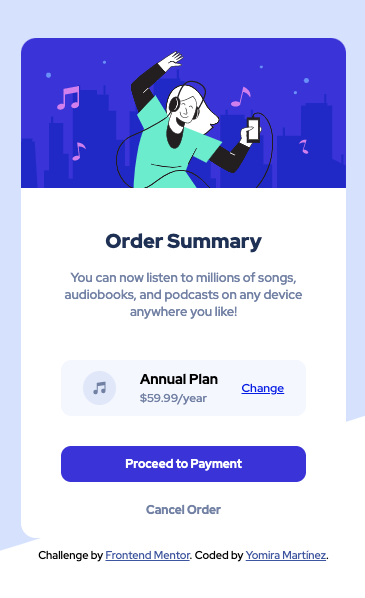 Order Summary
You can now listen to millions of songs,
audiobooks, and podcasts on any device
anywhere you like!
Annual Plan
$59.99/year
Change
Proceed to Payment
Cancel Order
Challenge by Frontend Mentor. Coded by Yomira Martínez.